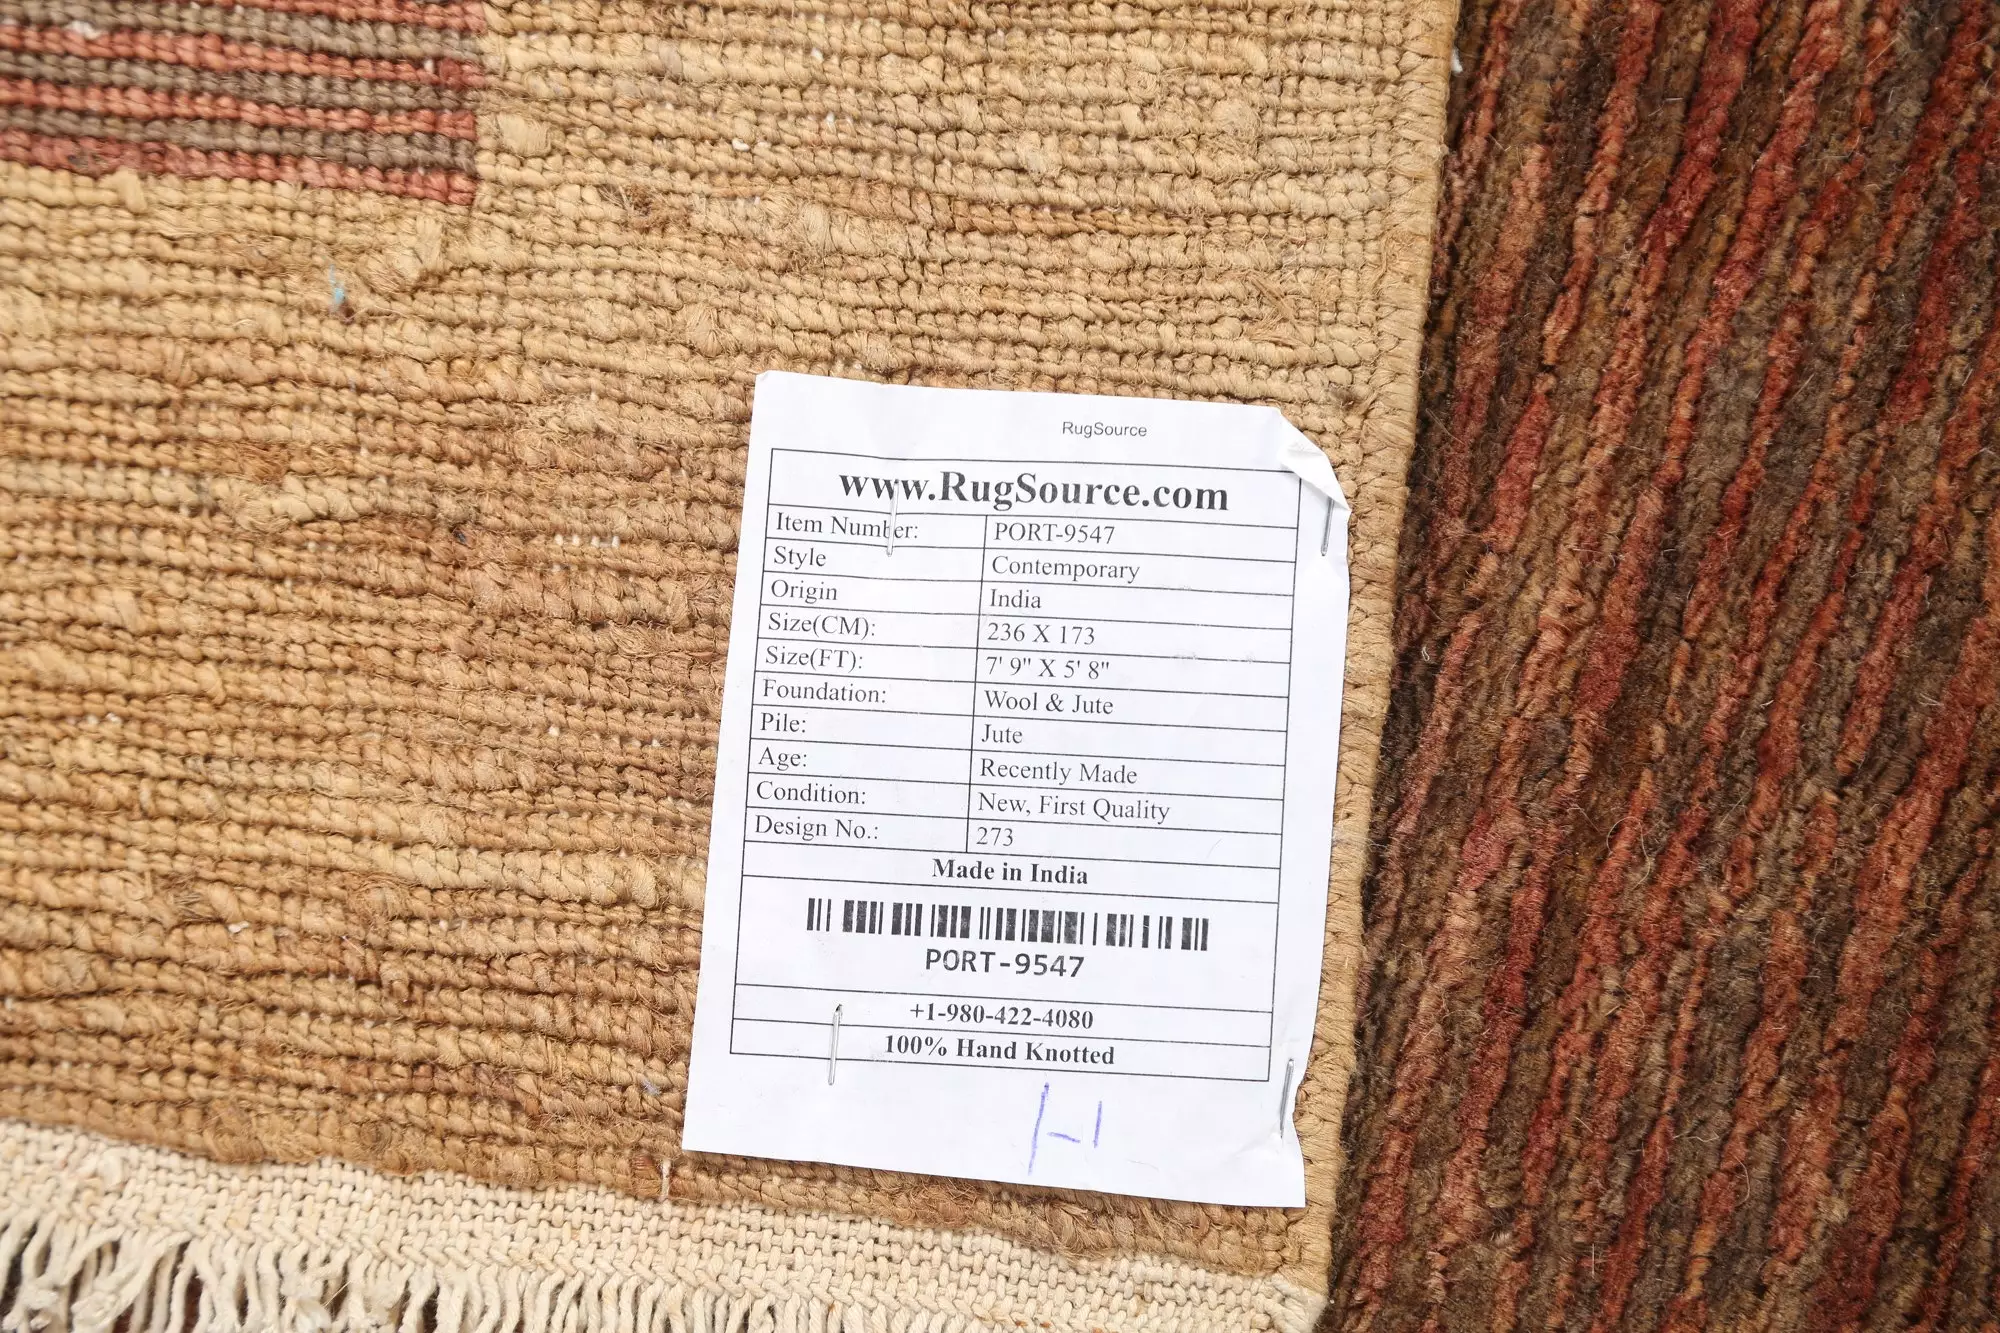 RugSource
www.RugSource.com
Item Number: PORT-9547
Style Contemporary
Origin India
Size(CM): 236 X 173
Size(FT): 7' 9" X 5' 8"
Foundation: Wool & Jute
Pile: Jute
Age: Recently Made
Condition: New, First Quality
Design No.: 273
Made in India
PORT-9547
+1-980-422-4080
100% Hand Knotted
1-1